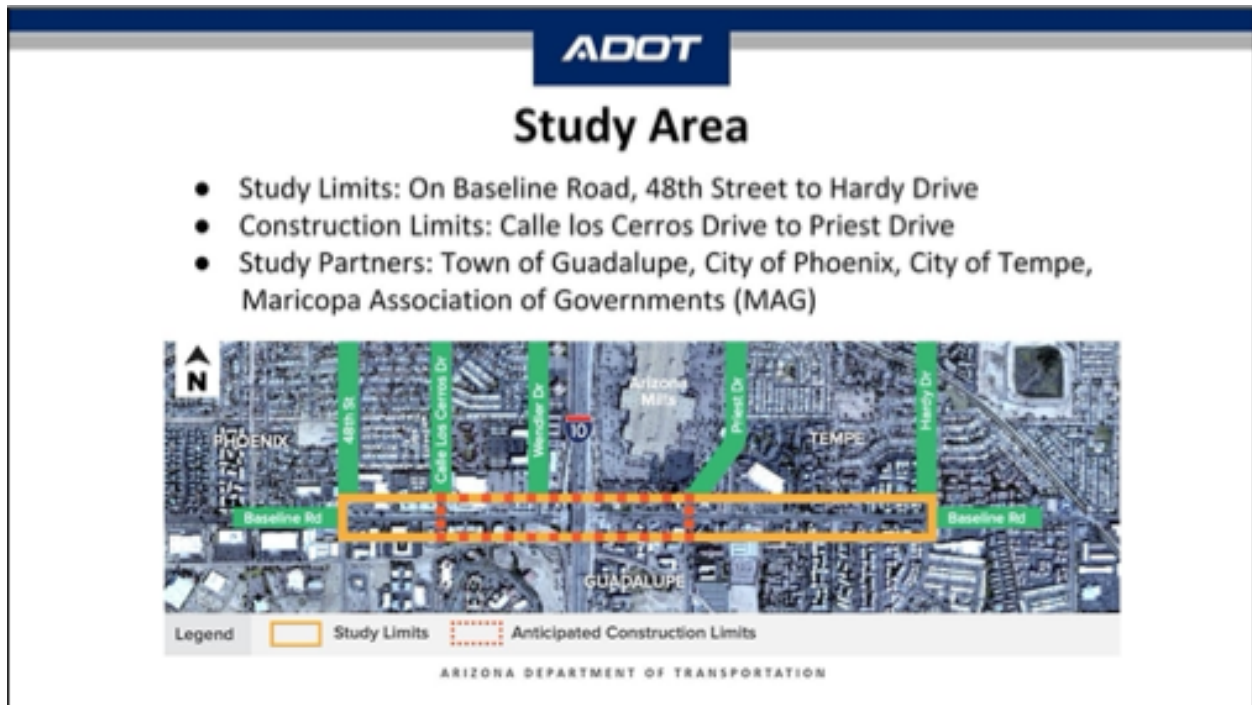 ADOT
Study Area
● Study Limits: On Baseline Road, 48th Street to Hardy Drive
● Construction Limits: Calle los Cerros Drive to Priest Drive
● Study Partners: Town of Guadalupe, City of Phoenix, City of Tempe,
Maricopa Association of Governments (MAG)
N
PHOENIX
48th St
Calle Los Cerros Dr
Wendler Dr
10
Arizona
Mills
Priest Dr
TEMPE
Hardy Dr
Baseline Rd
Baseline Rd
GUADALUPE
Legend
Study Limits
Anticipated Construction Limits
ARIZONA DEPARTMENT OF TRANSPORTATION